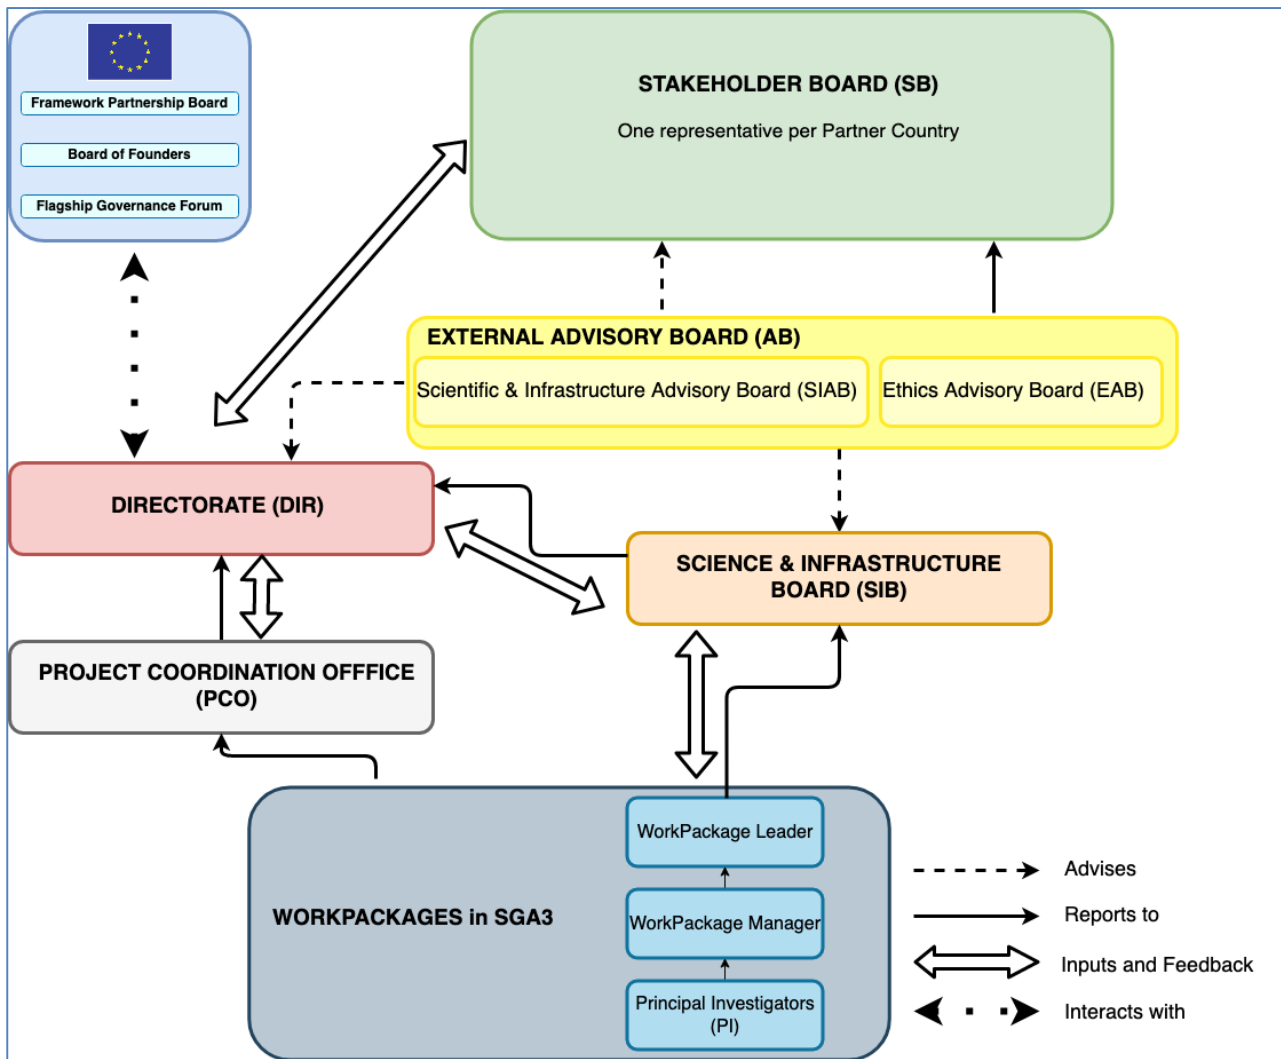 Framework Partnership Board
Board of Founders
Flagship Governance Forum
STAKEHOLDER BOARD (SB)
One representative per Partner Country
EXTERNAL ADVISORY BOARD (AB)
Scientific & Infrastructure Advisory Board (SIAB)
Ethics Advisory Board (EAB)
DIRECTORATE (DIR)
SCIENCE & INFRASTRUCTURE
BOARD (SIB)
PROJECT COORDINATION OFFFICE
(PCO)
WORKPACKAGES in SGA3
WorkPackage Leader
WorkPackage Manager
Principal Investigators
(PI)
Advises
Reports to
Inputs and Feedback
Interacts with